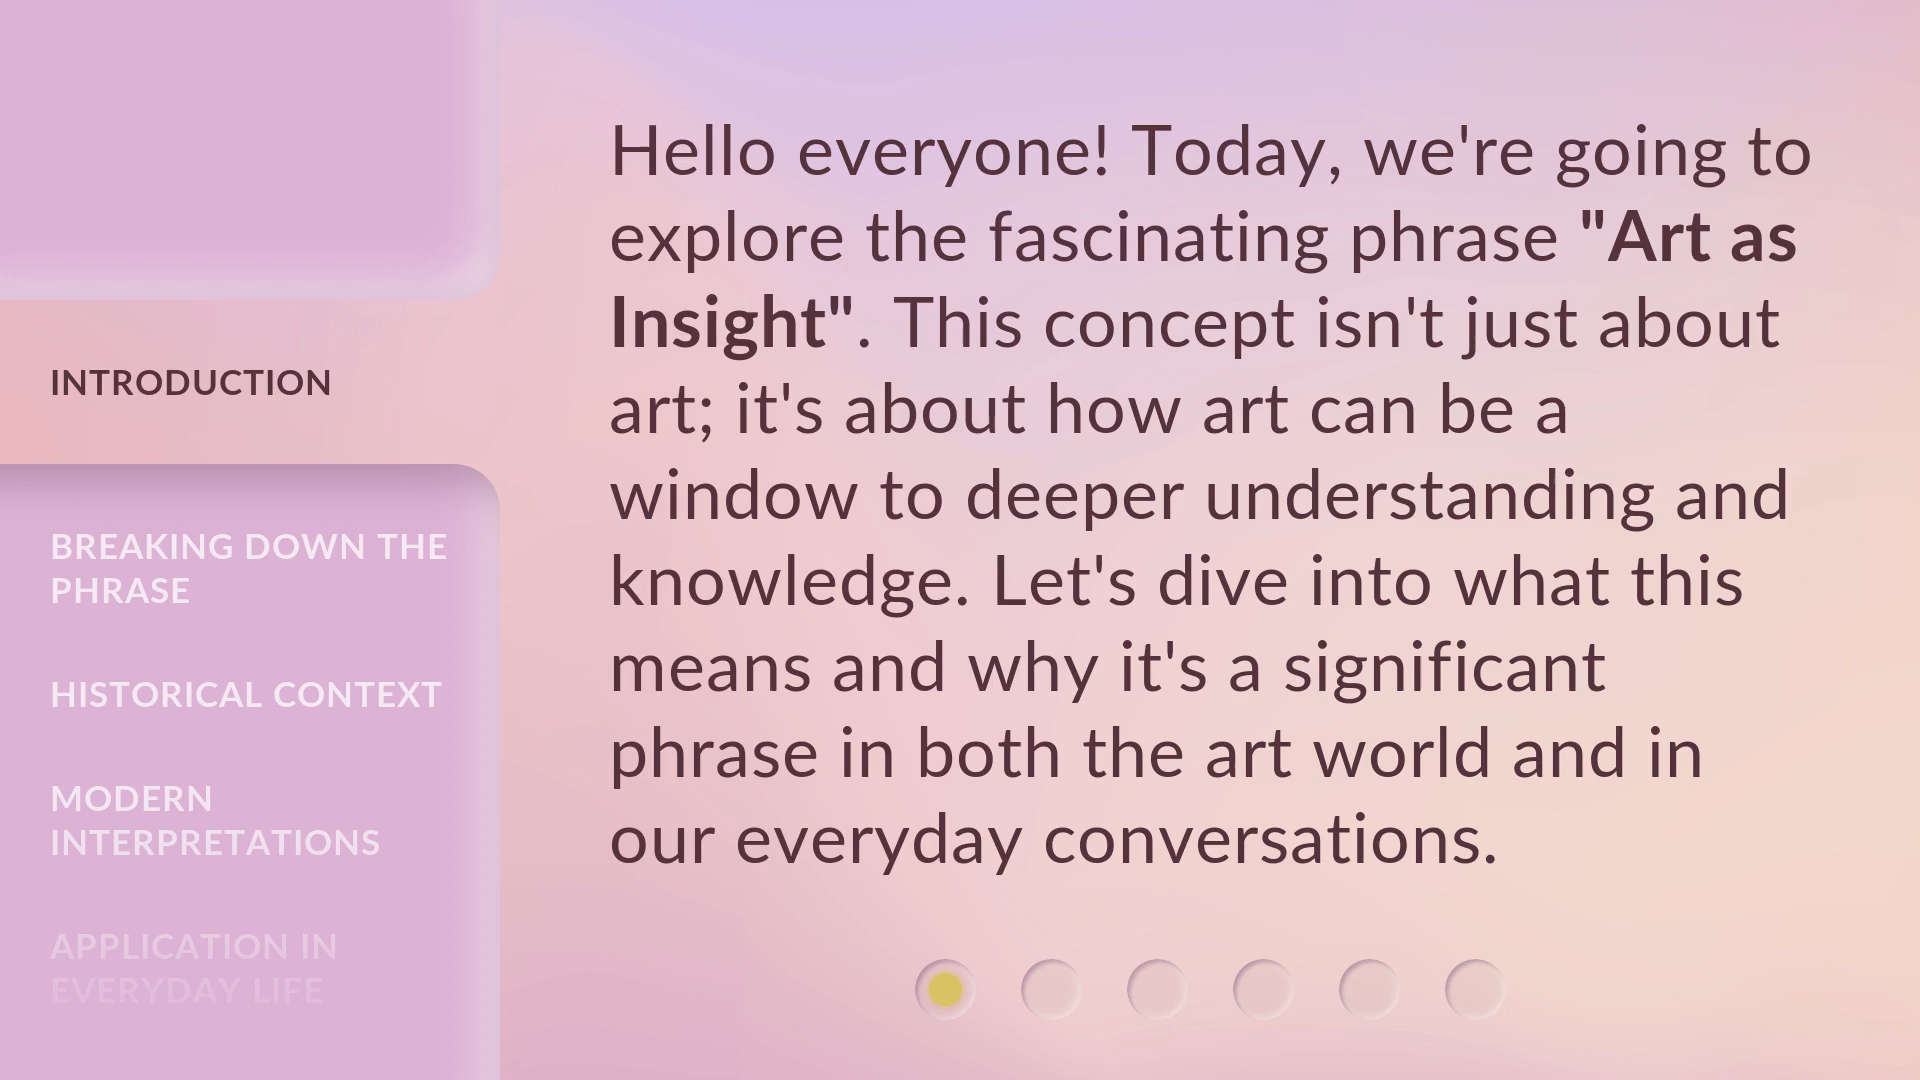 INTRODUCTION
BREAKING DOWN THE
PHRASE
HISTORICAL CONTEXT
MODERN
INTERPRETATIONS
APPLICATION IN
EVERYDAY LIFE
Hello everyone! Today, we're going to
explore the fascinating phrase "Art as
Insight". This concept isn't just about
art; it's about how art can be a
window to deeper understanding and
knowledge. Let's dive into what this
means and why it's a significant
phrase in both the art world and in
our everyday conversations.